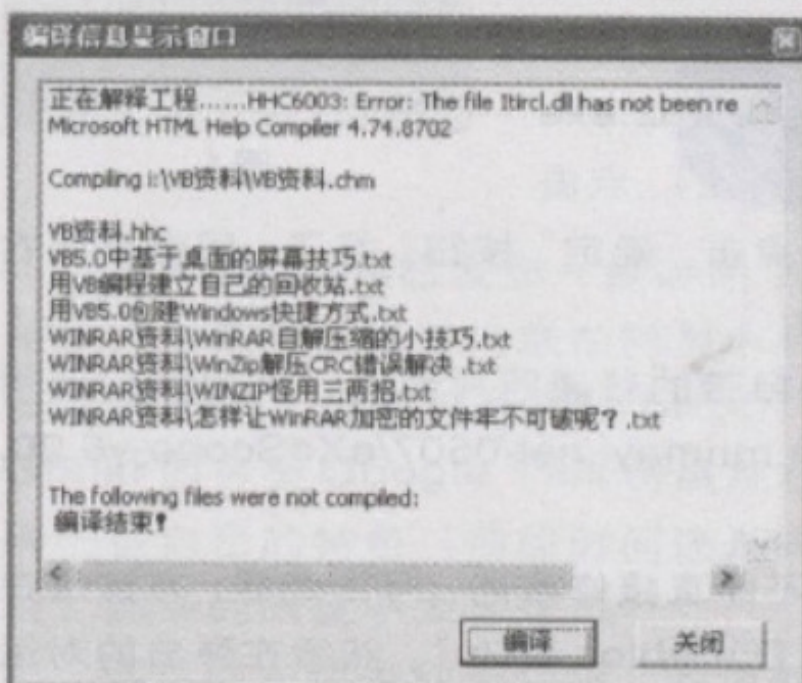 编译信息显示窗口
正在解释工程......HHC6003: Error: The file Itircl.dll has not been re
Microsoft HTML Help Compiler 4.74.8702
Compiling i:\VB资料\VB资料.chm
VB资料.hhc
VB5.0中基于桌面的屏幕技巧.txt
用VB编程建立自己的回收站.txt
用VB5.0创建Windows快捷方式.txt
WINRAR资料\WinRAR自解压缩的小技巧.txt
WINRAR资料\WinZip解压CRC错误解决 .txt
WINRAR资料\WINZIP怪用三两招.txt
WINRAR资料\怎样让WinRAR加密的文件牢不可破呢？.txt
The following files were not compiled:
编译结束！
编译
关闭